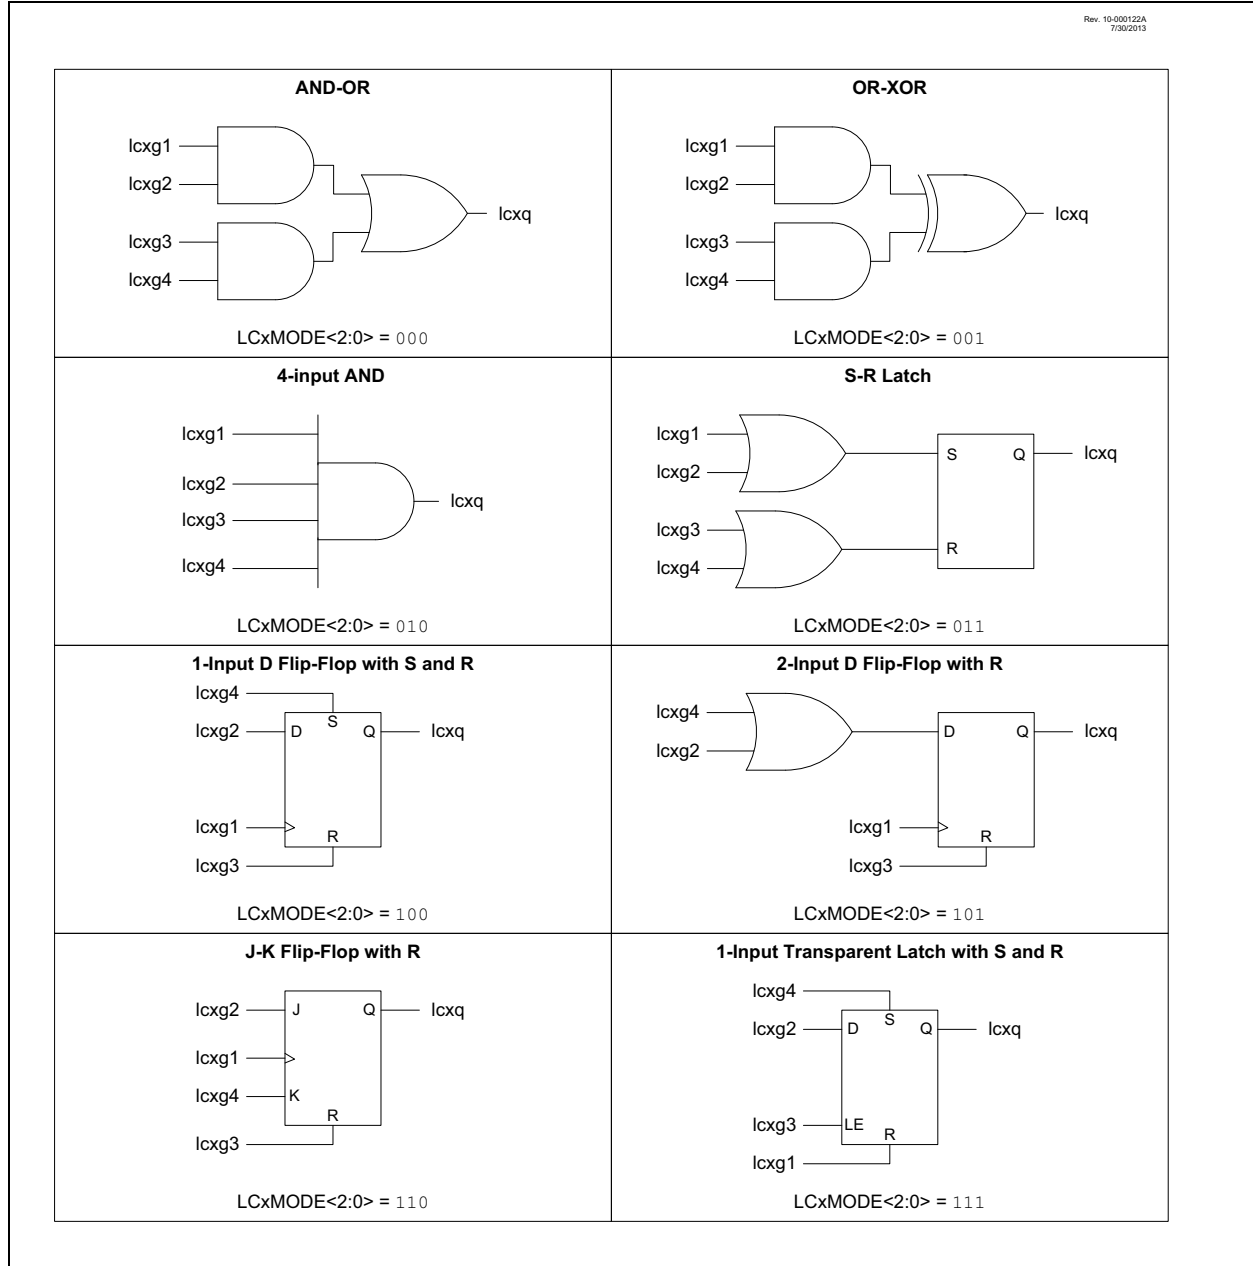 Rev. 10-000122A
7/30/2013
AND-OR
lcxg1
lcxg2
lcxg3
lcxg4
lcxq
LCxMODE<2:0> = 000
OR-XOR
lcxg1
lcxg2
lcxg3
lcxg4
lcxq
LCxMODE<2:0> = 001
4-input AND
lcxg1
lcxg2
lcxg3
lcxg4
lcxq
LCxMODE<2:0> = 010
S-R Latch
lcxg1
lcxg2
lcxg3
lcxg4
S Q lcxq
R
LCxMODE<2:0> = 011
1-Input D Flip-Flop with S and R
lcxg4
S
lcxg2 D Q lcxq
lcxg1
R
lcxg3
LCxMODE<2:0> = 100
2-Input D Flip-Flop with R
lcxg4
lcxg2
D Q lcxq
lcxg1
R
lcxg3
LCxMODE<2:0> = 101
J-K Flip-Flop with R
lcxg2 J Q lcxq
lcxg1
lcxg4 K
R
lcxg3
LCxMODE<2:0> = 110
1-Input Transparent Latch with S and R
lcxg4
S
lcxg2 D Q lcxq
lcxg3 LE
R
lcxg1
LCxMODE<2:0> = 111